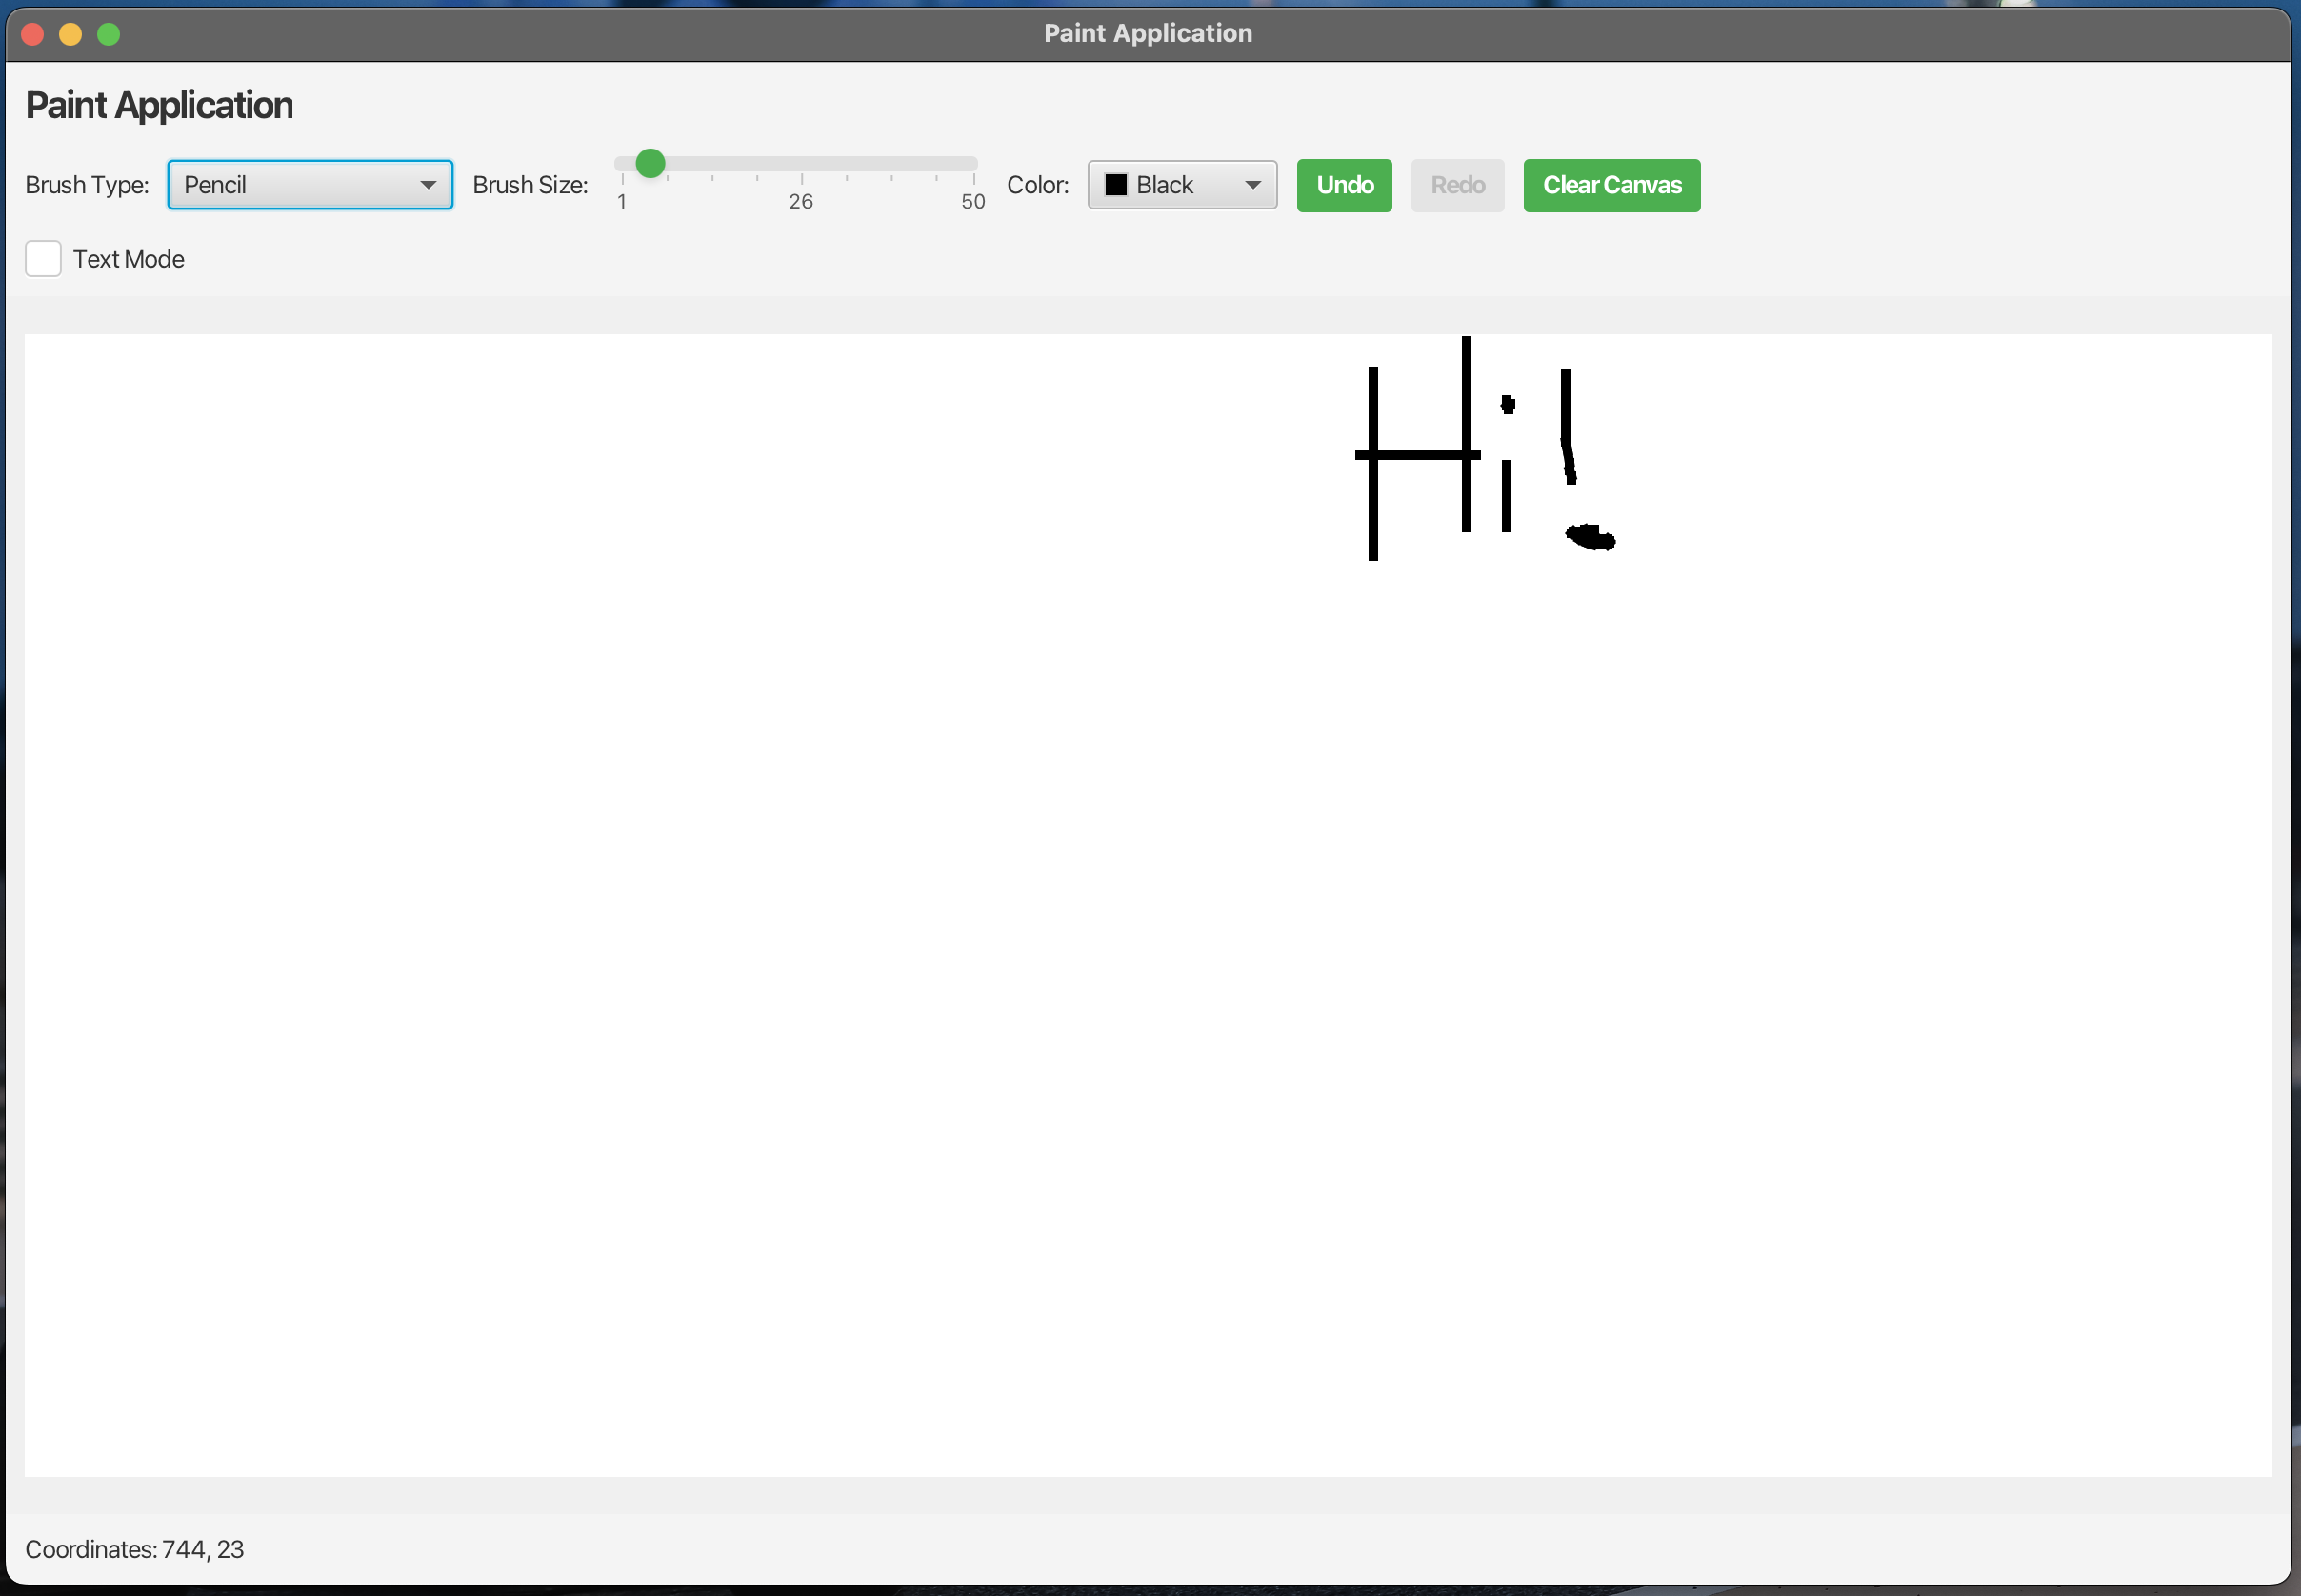 Paint Application
Paint Application
Brush Type: Pencil Brush Size: 1 26 50 Color: Black Undo Redo Clear Canvas
Text Mode
Hi!
Coordinates: 744, 23